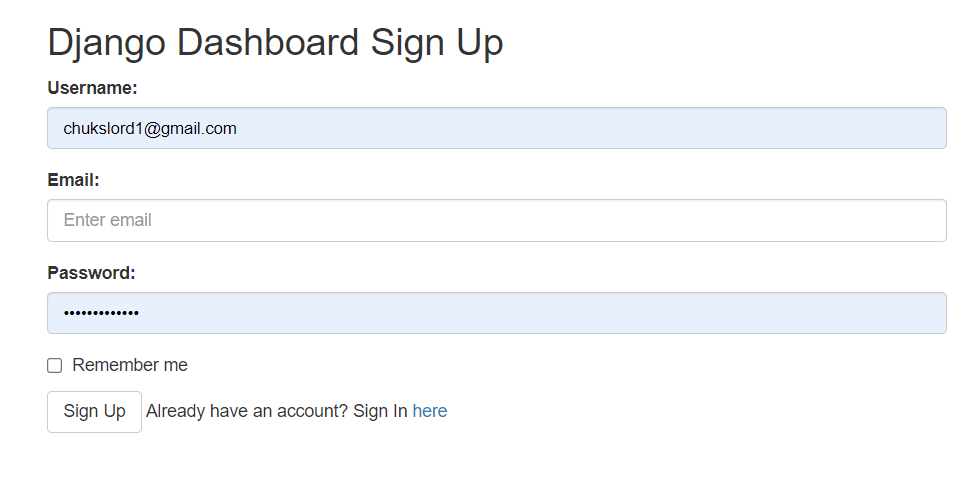 Django Dashboard Sign Up
Username:
chukslord1@gmail.com
Email:
Enter email
Password:
•••••••••••••
Remember me
Sign Up Already have an account? Sign In here